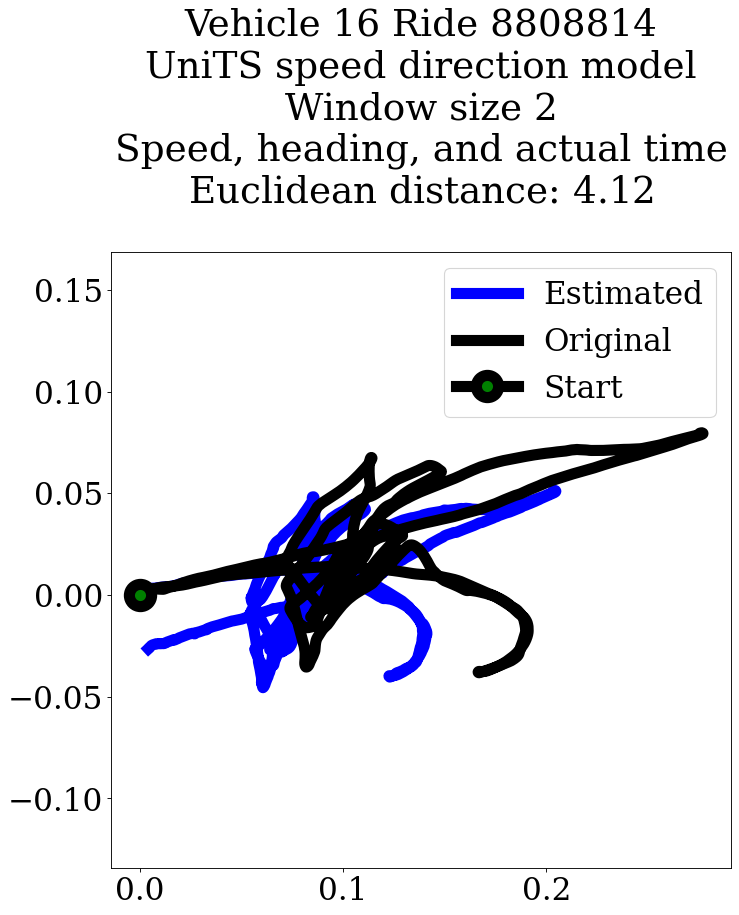 Vehicle 16 Ride 8808814
UniTS speed direction model
Window size 2
Speed, heading, and actual time
Euclidean distance: 4.12
Estimated
Original
Start
0.15
0.10
0.05
0.00
−0.05
−0.10
0.0
0.1
0.2